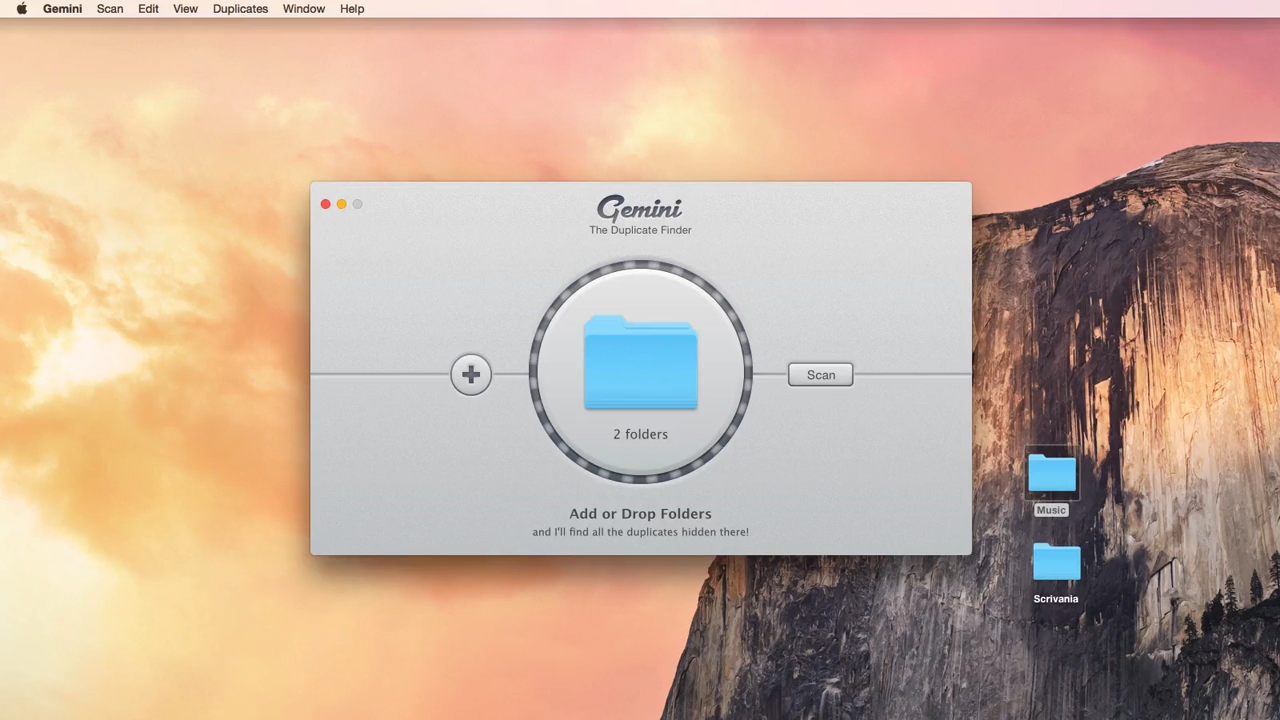 Gemini Scan Edit View Duplicates Window Help
Gemini
The Duplicate Finder
Scan
2 folders
Add or Drop Folders
and I'll find all the duplicates hidden there!
Music
Scrivania